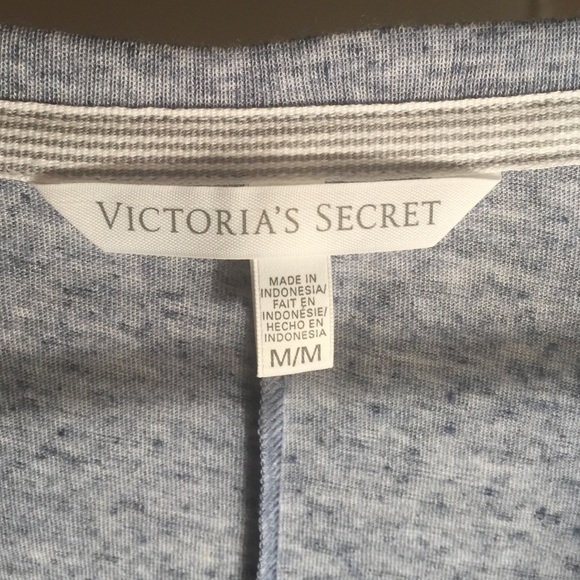 VICTORIA'S SECRET
MADE IN
INDONESIA/
FAIT EN
INDONÉSIE/
HECHO EN
INDONESIA
M/M